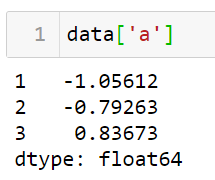 1 data['a']
1 -1.05612
2 -0.79263
3 0.83673
dtype: float64